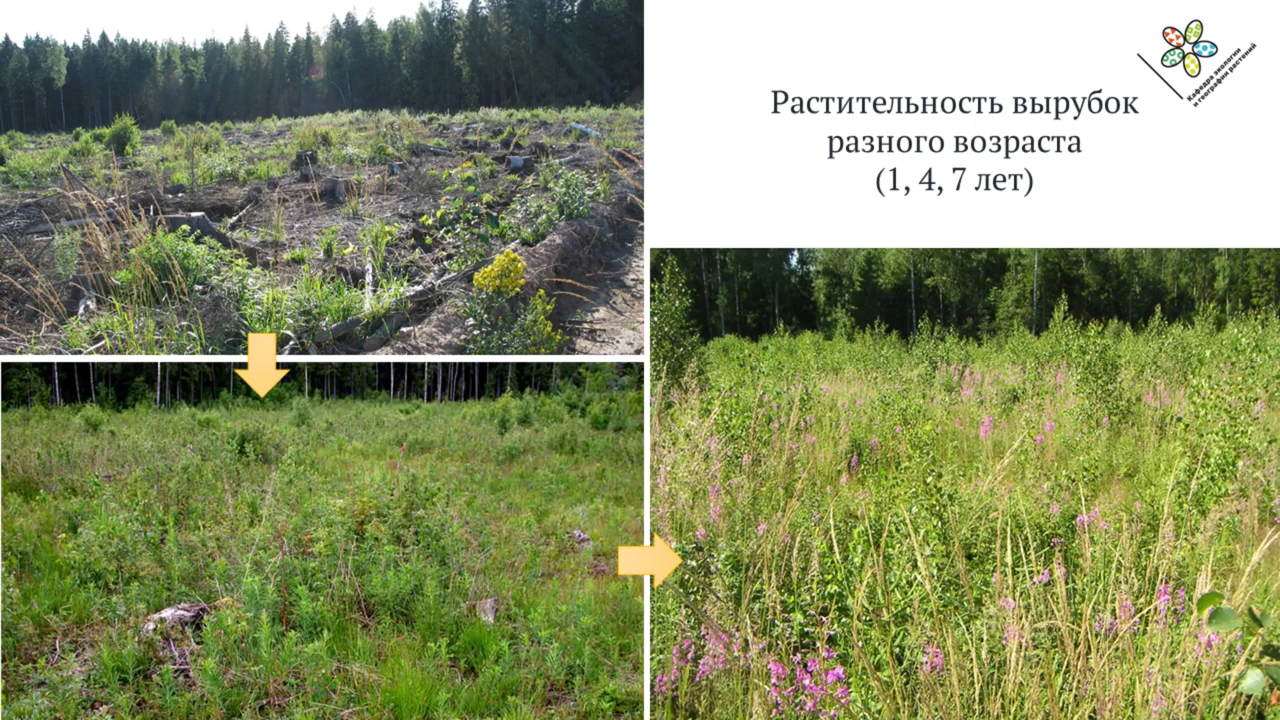 Растительность вырубок
разного возраста
(1, 4, 7 лет)
Кафедра экологии
и географии растений